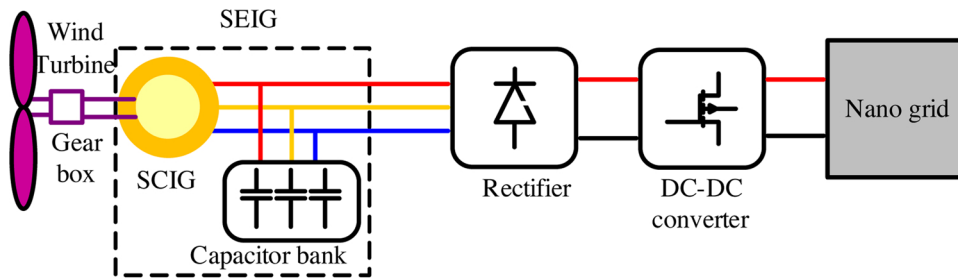 SEIG
Wind
Turbine
Gear
box
SCIG
Capacitor bank
Rectifier
DC-DC
converter
Nano grid